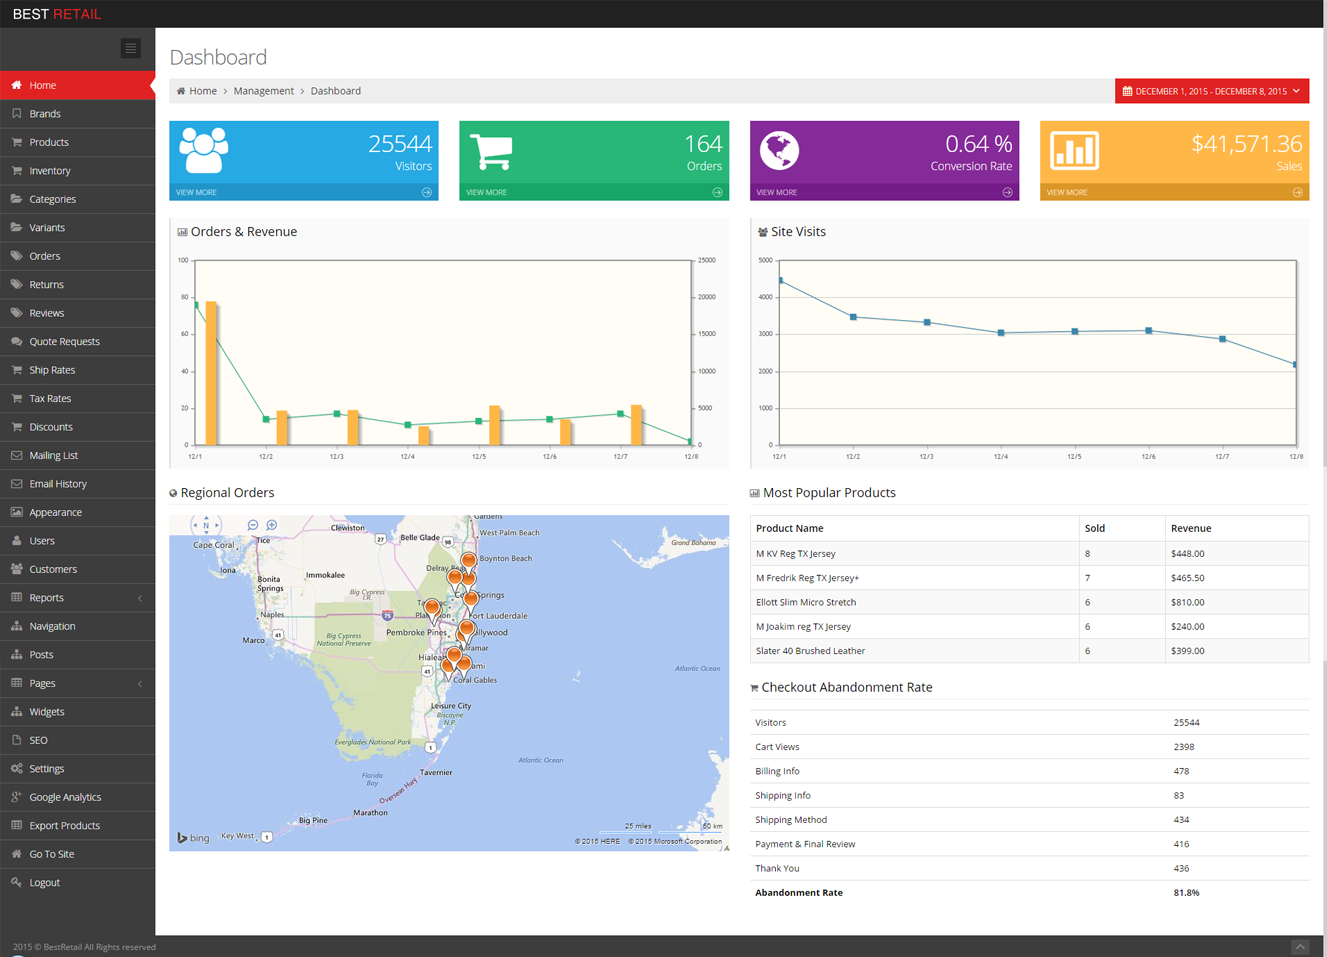 BEST RETAIL
Home
Brands
Products
Inventory
Categories
Variants
Orders
Returns
Reviews
Quote Requests
Ship Rates
Tax Rates
Discounts
Mailing List
Email History
Appearance
Users
Customers
Reports
Navigation
Posts
Pages
Widgets
SEO
Settings
Google Analytics
Export Products
Go To Site
Logout
Dashboard
Home > Management > Dashboard
DECEMBER 1, 2015 - DECEMBER 8, 2015
25544
Visitors
VIEW MORE
164
Orders
VIEW MORE
0.64 %
Conversion Rate
VIEW MORE
$41,571.36
Sales
VIEW MORE
Orders & Revenue
100
80
60
40
20
0
25000
20000
15000
10000
5000
0
12/1 12/2 12/3 12/4 12/5 12/6 12/7 12/8
Site Visits
5000
4000
3000
2000
1000
0
12/1 12/2 12/3 12/4 12/5 12/6 12/7 12/8
Regional Orders
N
Gardens
Clewiston
27
Belle Glade
98
West Palm Beach
Cape Coral
Boynton Beach
Grand Bahama
Iona
Immokalee
Delray
Bonita
Springs
Big Cypress
I.R.
Springs
75
Naples
Fort Lauderdale
Marco
41
Big Cypress
National Preserve
Pembroke Pines
Hialeah
41
Coral Gables
Atlantic Ocean
Leisure City
Biscayne
N.P.
Everglades National Park
1
Atlantic Ocean
Florida
Bay
Tavernier
Overseas Hwy
Marathon
Big Pine
Key West
1
bing
25 miles
50 km
© 2015 HERE © 2015 Microsoft Corporation
Most Popular Products
Product Name Sold Revenue
M KV Reg TX Jersey 8 $448.00
M Fredrik Reg TX Jersey+ 7 $465.50
Ellott Slim Micro Stretch 6 $810.00
M Joakim reg TX Jersey 6 $240.00
Slater 40 Brushed Leather 6 $399.00
Checkout Abandonment Rate
Visitors 25544
Cart Views 2398
Billing Info 478
Shipping Info 83
Shipping Method 434
Payment & Final Review 416
Thank You 436
Abandonment Rate 81.8%
2015 © BestRetail All Rights reserved